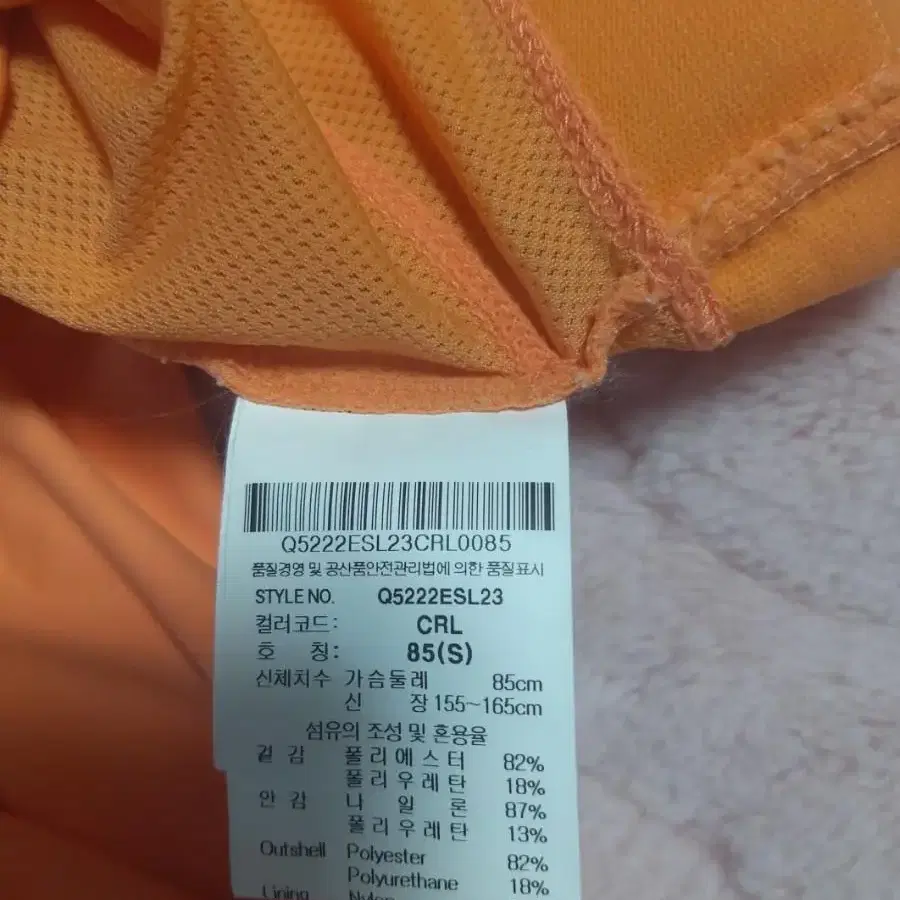 Q5222ESL23CRL0085
품질경영 및 공산품안전관리법에 의한 품질표시
STYLE NO. Q5222ESL23
컬러코드: CRL
호 칭: 85(S)
신체치수 가슴둘레 85cm
신 장 155~165cm
섬유의 조성 및 혼용율
겉 감 폴리에스터 82%
폴리우레탄 18%
안 감 나 일 론 87%
폴리우레탄 13%
Outshell Polyester 82%
Polyurethane 18%
Lining Nylon